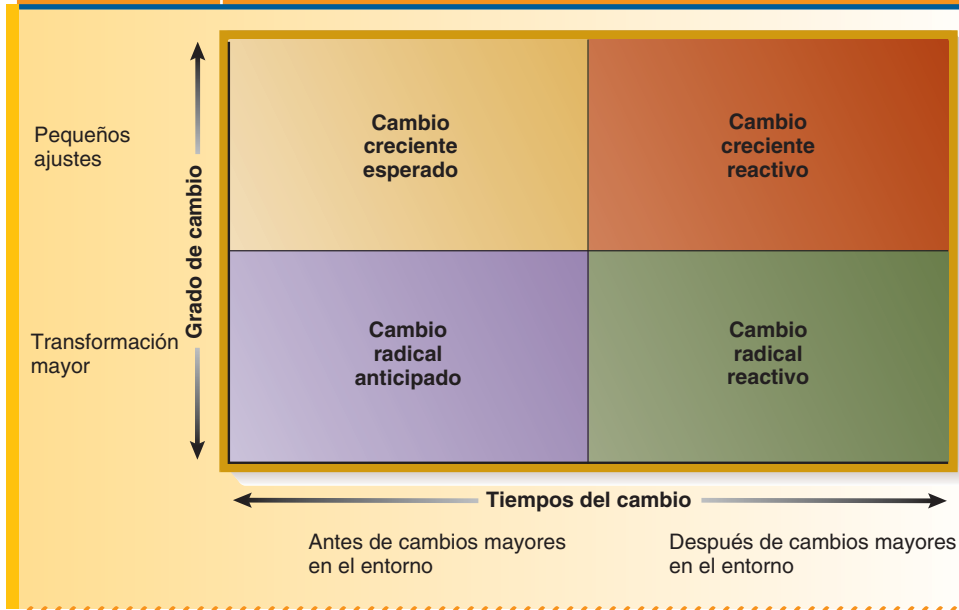 Pequeños
ajustes
Transformación
mayor
Grado de cambio
Cambio
creciente
esperado
Cambio
creciente
reactivo
Cambio
radical
anticipado
Cambio
radical
reactivo
Tiempos del cambio
Antes de cambios mayores
en el entorno
Después de cambios mayores
en el entorno